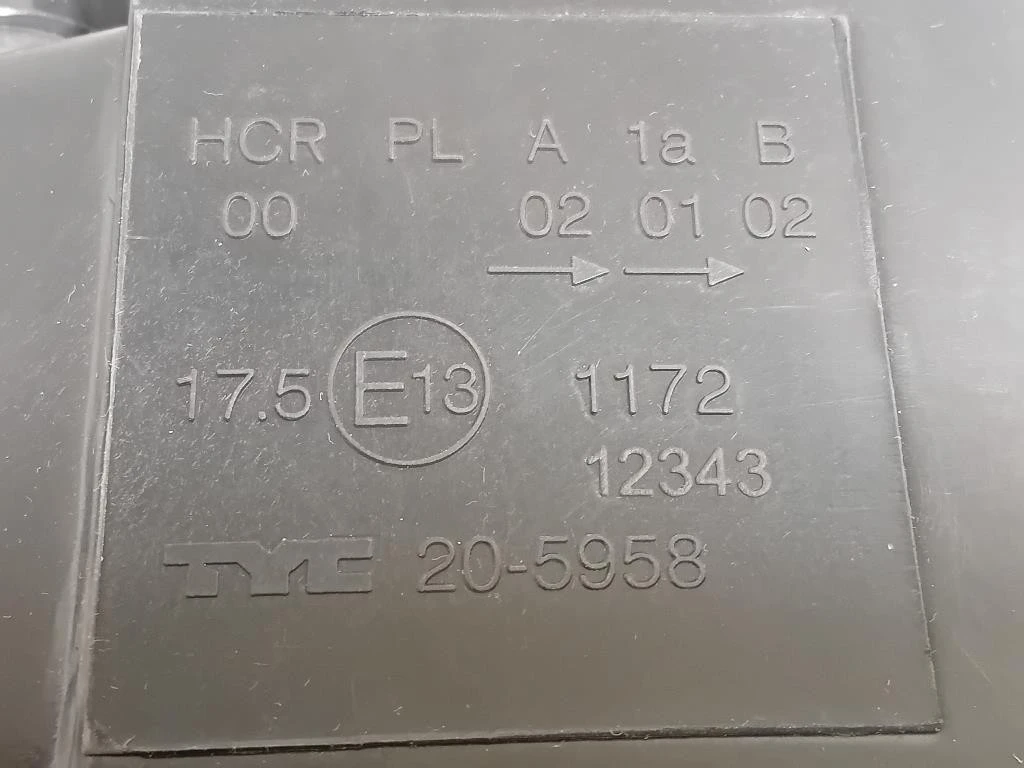 HCR PL A 1a B
00 02 01 02
17.5 E13 1172
12343
TYC 20-5958